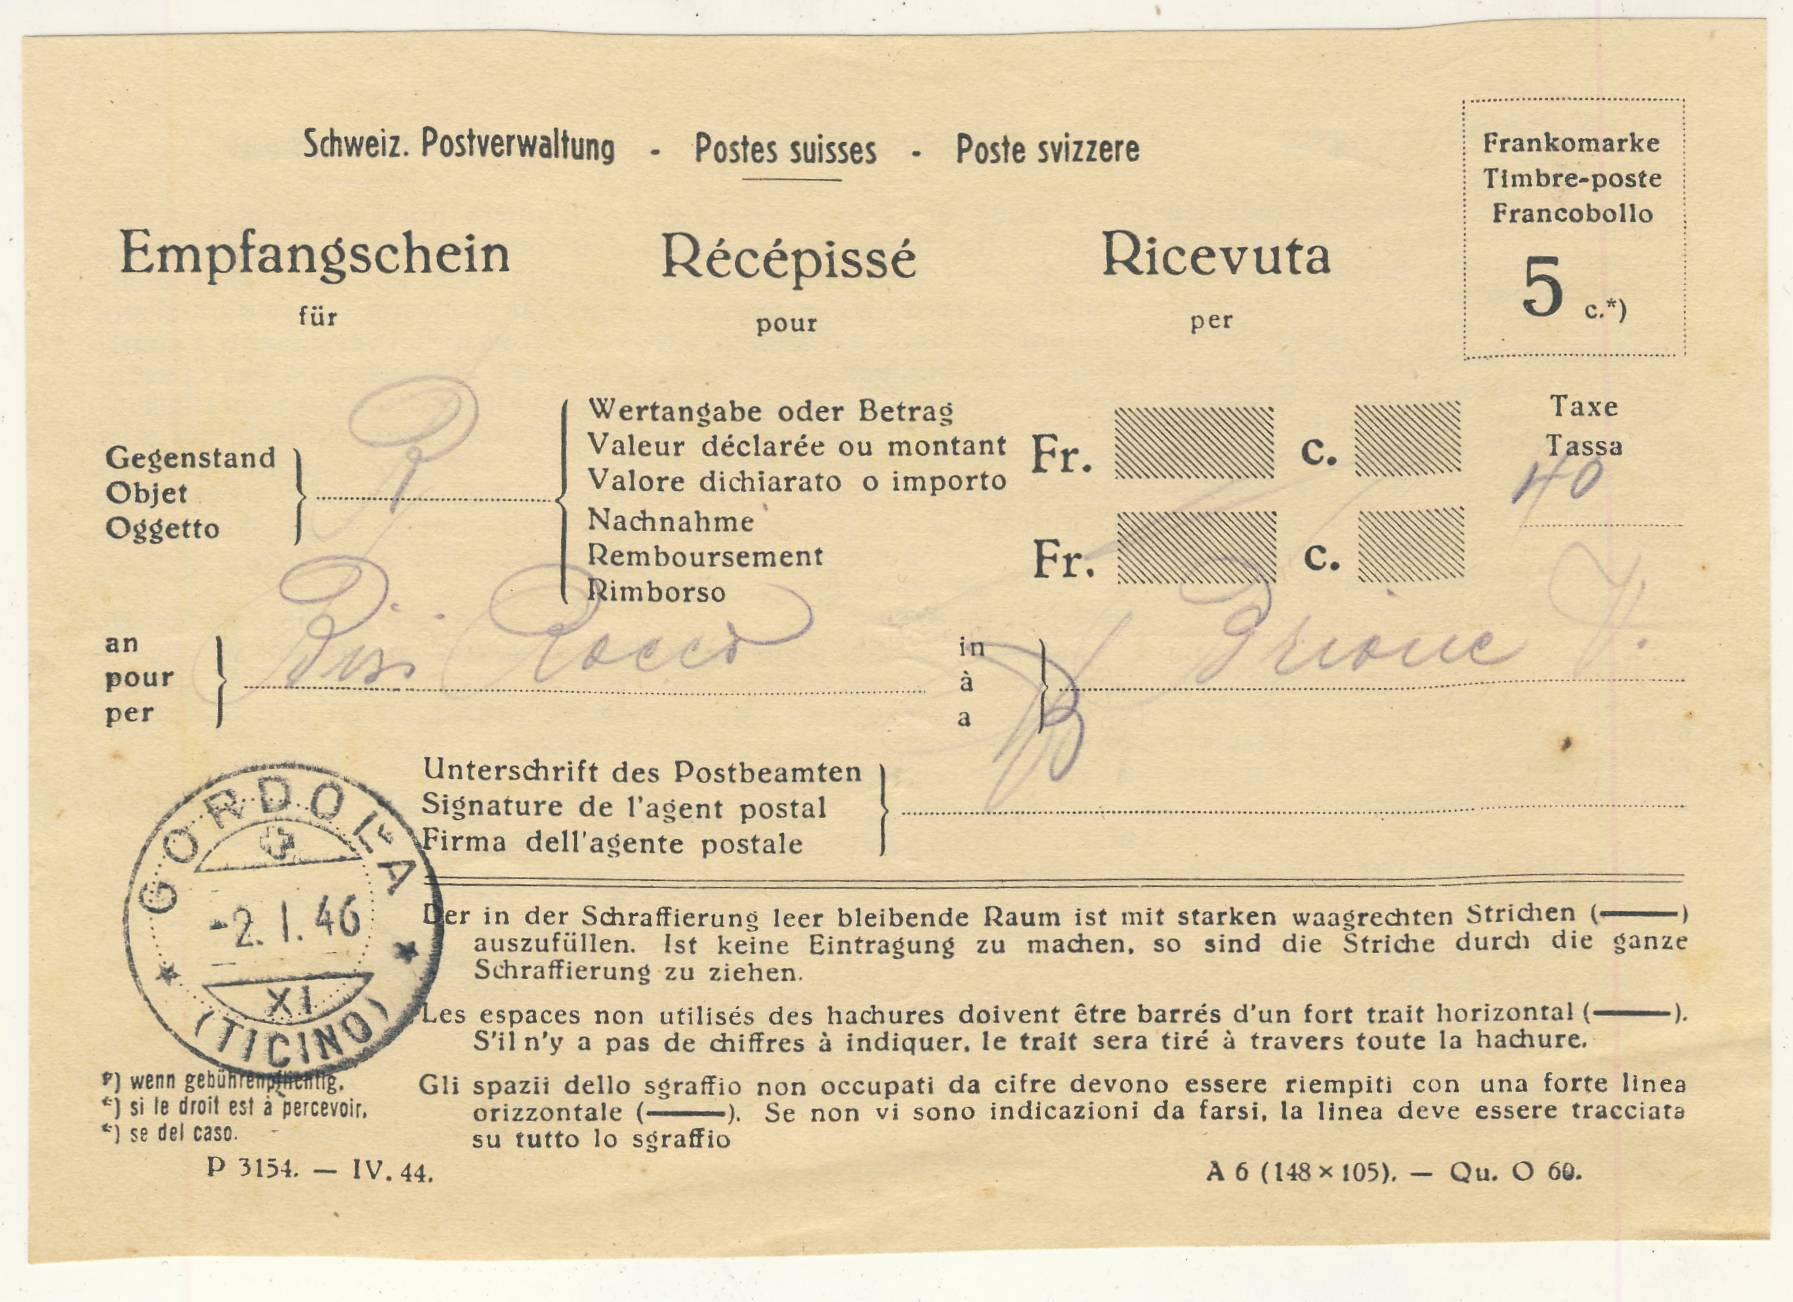 Schweiz. Postverwaltung - Postes suisses - Poste svizzere
Frankomarke
Timbre-poste
Francobollo
5 c.*)
Empfangschein Récépissé Ricevuta
für pour per
Gegenstand
Objet
Oggetto
R
Wertangabe oder Betrag
Valeur déclarée ou montant
Valore dichiarato o importo
Fr. c.
Taxe
Tassa
40
Nachnahme
Remboursement
Rimborso
Fr. c.
an
pour
per
Rocco
in
à
a
Brione V.
Unterschrift des Postbeamten
Signature de l'agent postal
Firma dell'agente postale
GORDOLA
-2.I.46
XI
(TICINO)
Der in der Schraffierung leer bleibende Raum ist mit starken waagrechten Strichen (——)
auszufüllen. Ist keine Eintragung zu machen, so sind die Striche durch die ganze
Schraffierung zu ziehen.
Les espaces non utilisés des hachures doivent être barrés d'un fort trait horizontal (——).
S'il n'y a pas de chiffres à indiquer, le trait sera tiré à travers toute la hachure.
Gli spazii dello sgraffio non occupati da cifre devono essere riempiti con una forte linea
orizzontale (——). Se non vi sono indicazioni da farsi, la linea deve essere tracciata
su tutto lo sgraffio
*) wenn gebührenpflichtig.
*) si le droit est à percevoir.
*) se del caso.
P 3154. — IV. 44.
A 6 (148 × 105). — Qu. O 60.